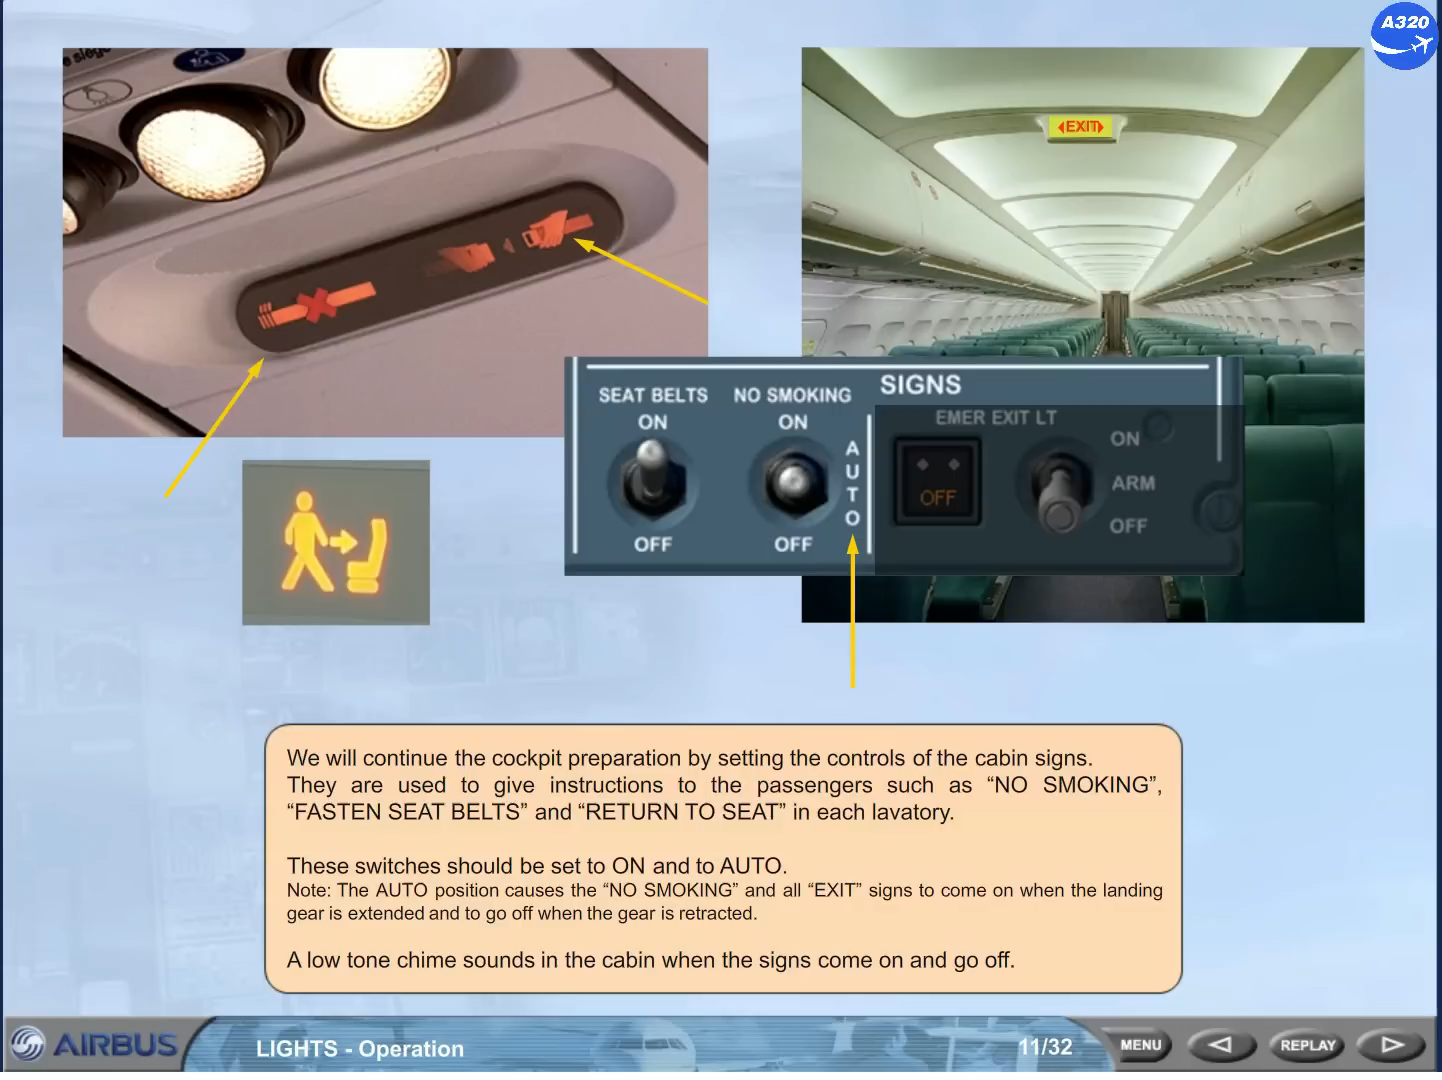 A320
EXIT
SIGNS
SEAT BELTS
NO SMOKING
EMER EXIT LT
ON
ON
ON
AUTO
OFF
ARM
OFF
OFF
OFF
We will continue the cockpit preparation by setting the controls of the cabin signs.
They are used to give instructions to the passengers such as “NO SMOKING”,
“FASTEN SEAT BELTS” and “RETURN TO SEAT” in each lavatory.
These switches should be set to ON and to AUTO.
Note: The AUTO position causes the “NO SMOKING” and all “EXIT” signs to come on when the landing
gear is extended and to go off when the gear is retracted.
A low tone chime sounds in the cabin when the signs come on and go off.
AIRBUS
LIGHTS - Operation
11/32
MENU
REPLAY